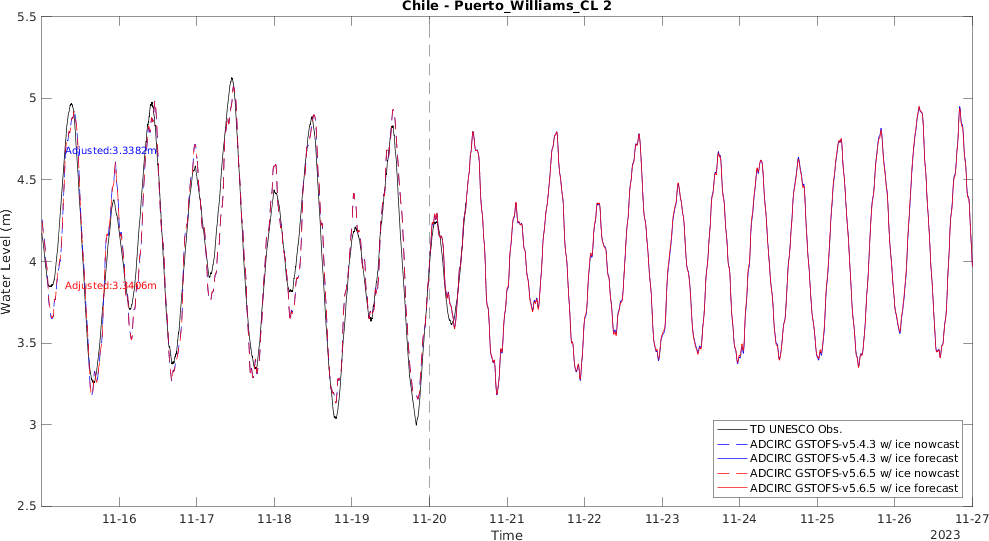 Chile - Puerto_Williams_CL 2
5.5
5
4.5
4
3.5
3
2.5
Water Level (m)
Adjusted:3.3382m
Adjusted:3.3406m
TD UNESCO Obs.
ADCIRC GSTOFS-v5.4.3 w/ ice nowcast
ADCIRC GSTOFS-v5.4.3 w/ ice forecast
ADCIRC GSTOFS-v5.6.5 w/ ice nowcast
ADCIRC GSTOFS-v5.6.5 w/ ice forecast
11-16 11-17 11-18 11-19 11-20 11-21 11-22 11-23 11-24 11-25 11-26 11-27
Time
2023